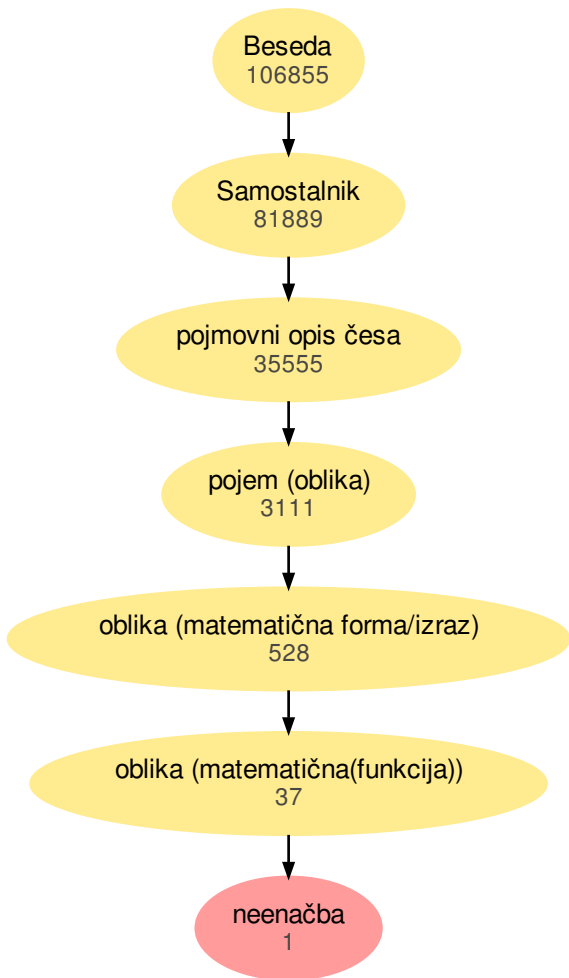 Beseda
106855
Samostalnik
81889
pojmovni opis česa
35555
pojem (oblika)
3111
oblika (matematična forma/izraz)
528
oblika (matematična(funkcija))
37
neenačba
1